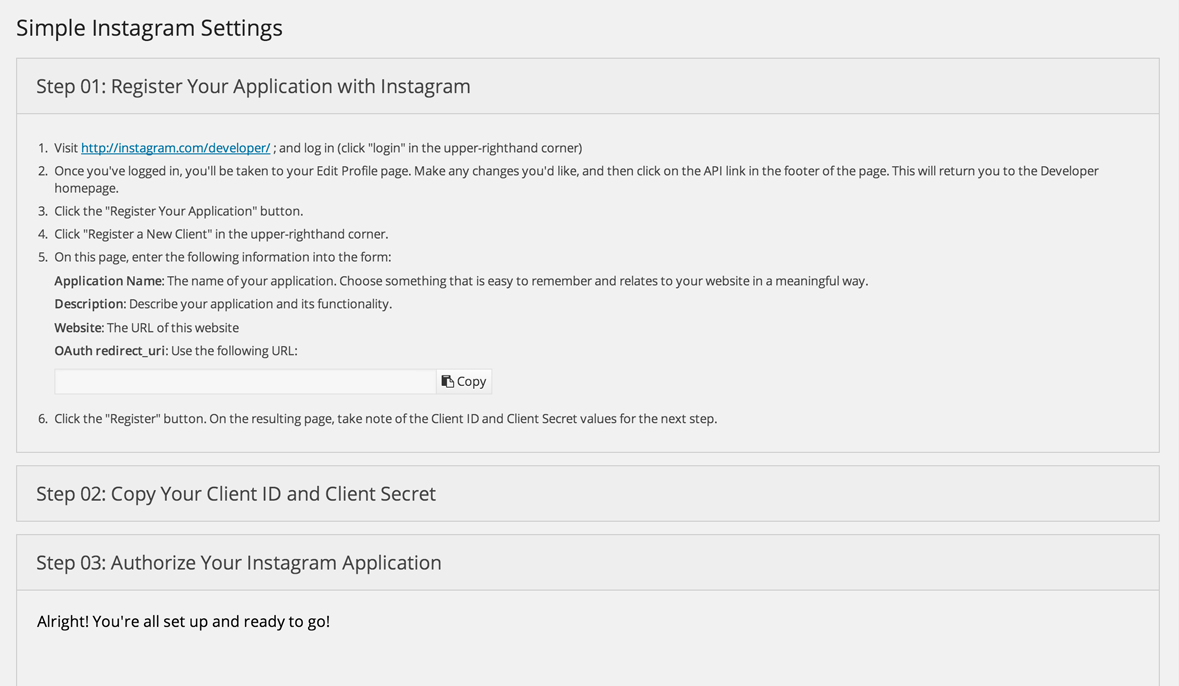 Simple Instagram Settings
Step 01: Register Your Application with Instagram
1. Visit http://instagram.com/developer/ ; and log in (click "login" in the upper-righthand corner)
2. Once you've logged in, you'll be taken to your Edit Profile page. Make any changes you'd like, and then click on the API link in the footer of the page. This will return you to the Developer
homepage.
3. Click the "Register Your Application" button.
4. Click "Register a New Client" in the upper-righthand corner.
5. On this page, enter the following information into the form:
Application Name: The name of your application. Choose something that is easy to remember and relates to your website in a meaningful way.
Description: Describe your application and its functionality.
Website: The URL of this website
OAuth redirect_uri: Use the following URL:
Copy
6. Click the "Register" button. On the resulting page, take note of the Client ID and Client Secret values for the next step.
Step 02: Copy Your Client ID and Client Secret
Step 03: Authorize Your Instagram Application
Alright! You're all set up and ready to go!